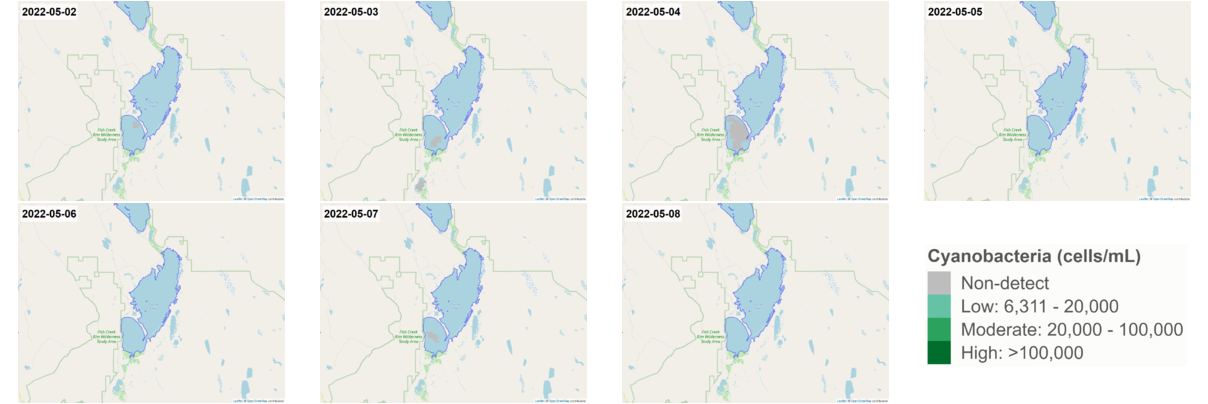 2022-05-02
2022-05-03
2022-05-04
2022-05-05
Fish Creek
Rim Wilderness
Study Area
Fish Creek
Rim Wilderness
Study Area
Fish Creek
Rim Wilderness
Study Area
Fish Creek
Rim Wilderness
Study Area
Leaflet | © OpenStreetMap contributors
Leaflet | © OpenStreetMap contributors
Leaflet | © OpenStreetMap contributors
Leaflet | © OpenStreetMap contributors
2022-05-06
2022-05-07
2022-05-08
Fish Creek
Rim Wilderness
Study Area
Fish Creek
Rim Wilderness
Study Area
Fish Creek
Rim Wilderness
Study Area
Leaflet | © OpenStreetMap contributors
Leaflet | © OpenStreetMap contributors
Leaflet | © OpenStreetMap contributors
Cyanobacteria (cells/mL)
Non-detect
Low: 6,311 - 20,000
Moderate: 20,000 - 100,000
High: >100,000